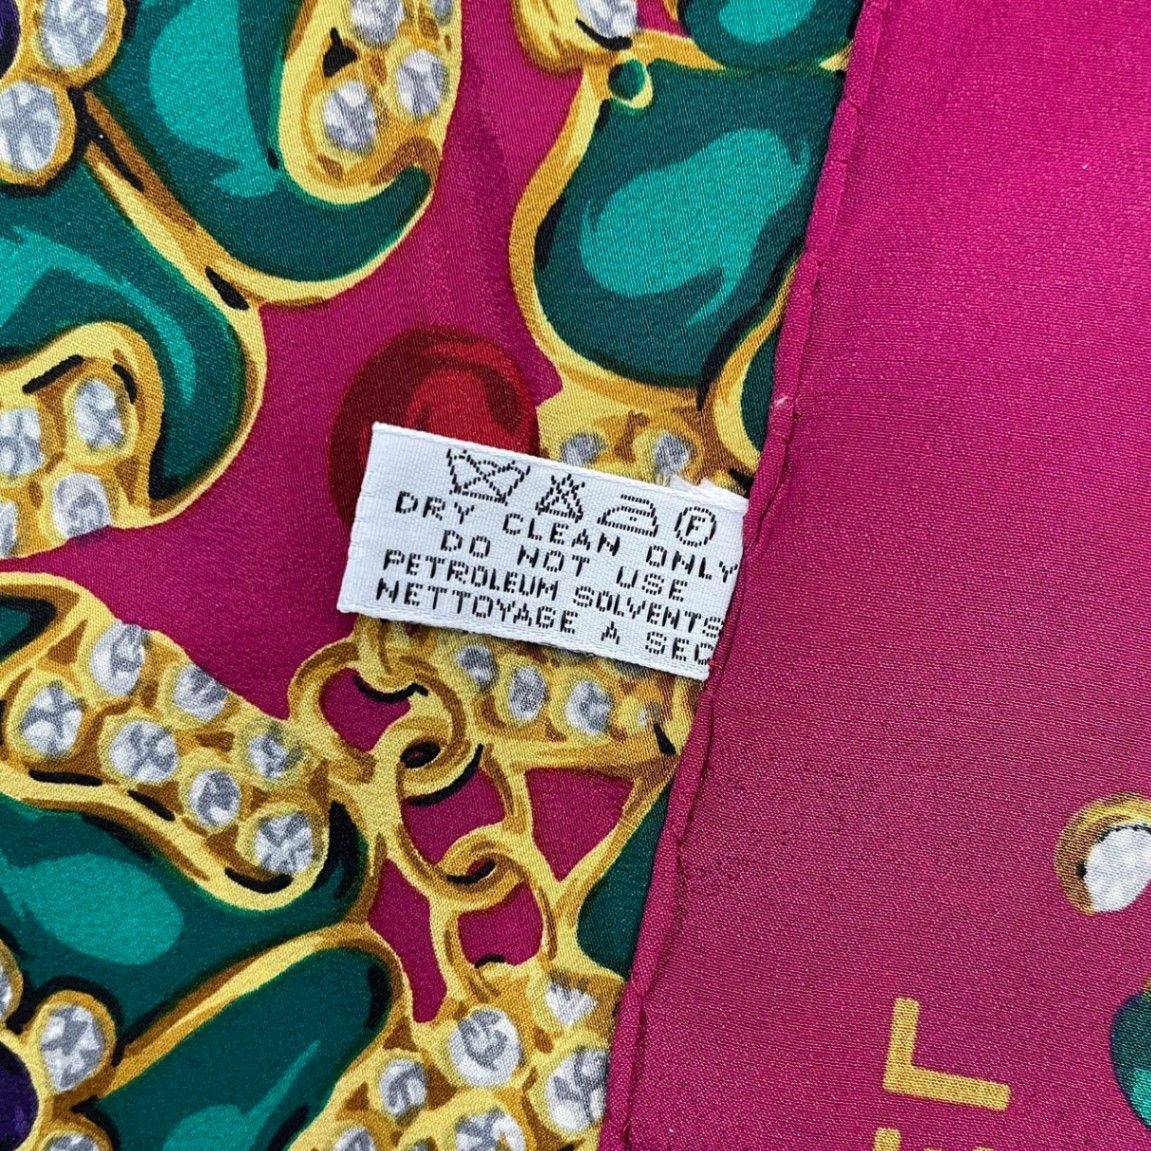 F
DRY CLEAN ONLY
DO NOT USE
PETROLEUM SOLVENTS
NETTOYAGE A SEC
L